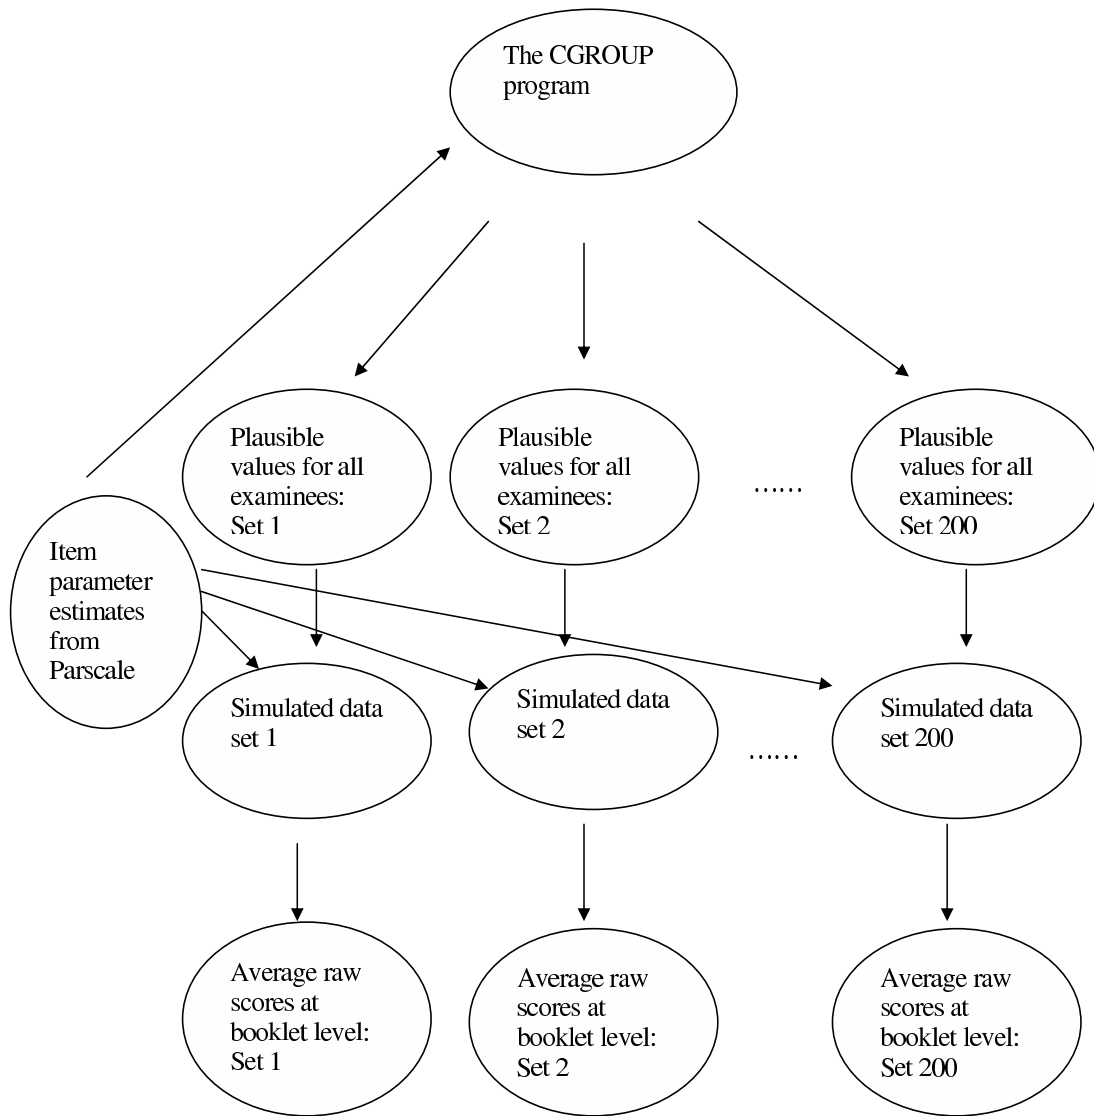 The CGROUP
program
Plausible
values for all
examinees:
Set 1
Plausible
values for all
examinees:
Set 2
……
Plausible
values for all
examinees:
Set 200
Item
parameter
estimates
from
Parscale
Simulated data
set 1
Simulated data
set 2
……
Simulated data
set 200
Average raw
scores at
booklet level:
Set 1
Average raw
scores at
booklet level:
Set 2
Average raw
scores at
booklet level:
Set 200